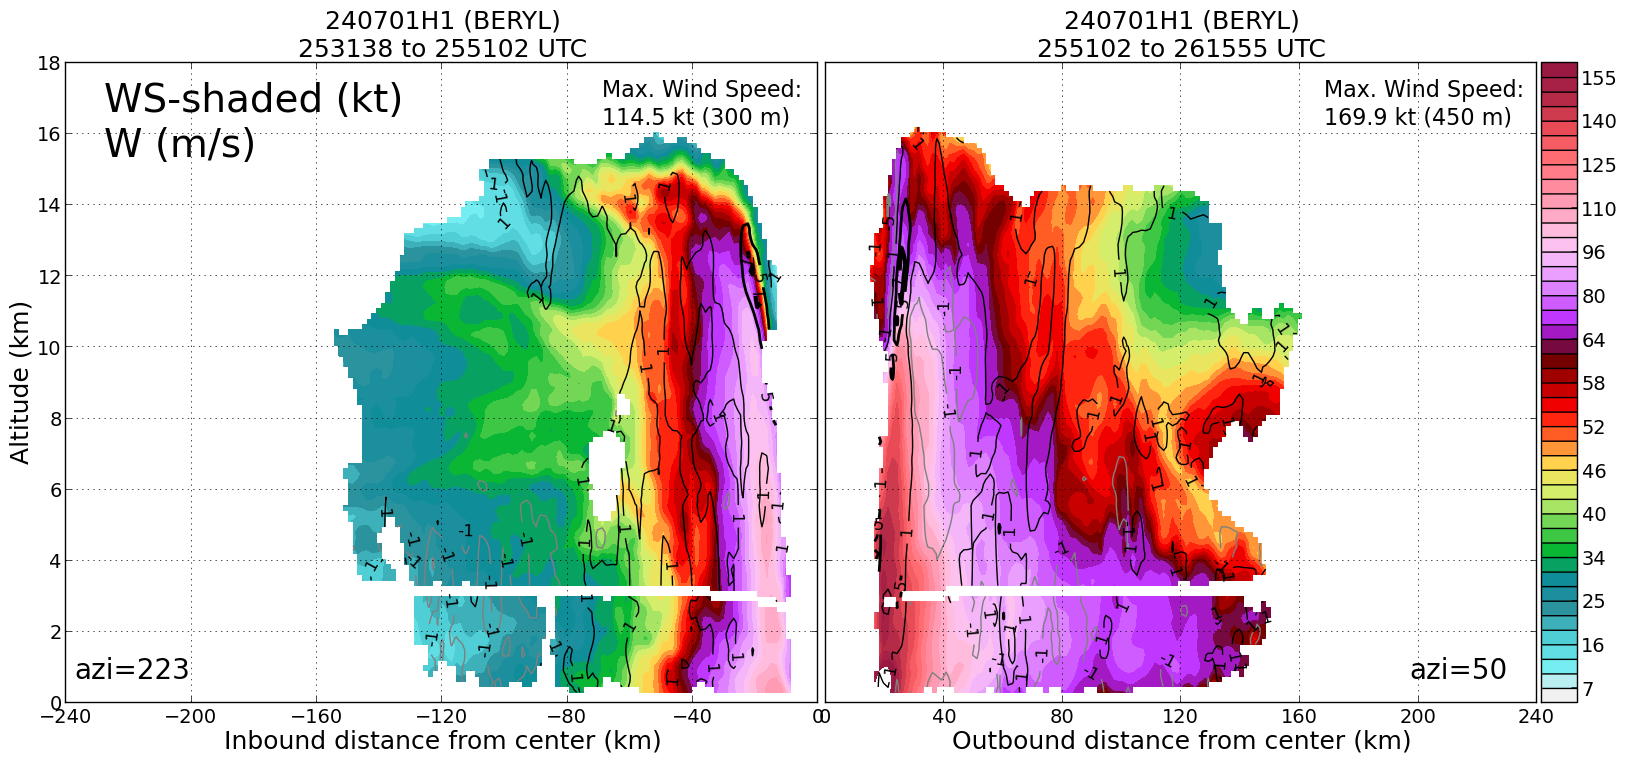 240701H1 (BERYL)
253138 to 255102 UTC
240701H1 (BERYL)
255102 to 261555 UTC
WS-shaded (kt)
W (m/s)
Max. Wind Speed:
114.5 kt (300 m)
Max. Wind Speed:
169.9 kt (450 m)
Altitude (km)
18
16
14
12
10
8
6
4
2
0
azi=223
azi=50
−240
−200
−160
−120
−80
−40
0
0
40
80
120
160
200
240
Inbound distance from center (km)
Outbound distance from center (km)
155
140
125
110
96
80
64
58
52
46
40
34
25
16
7